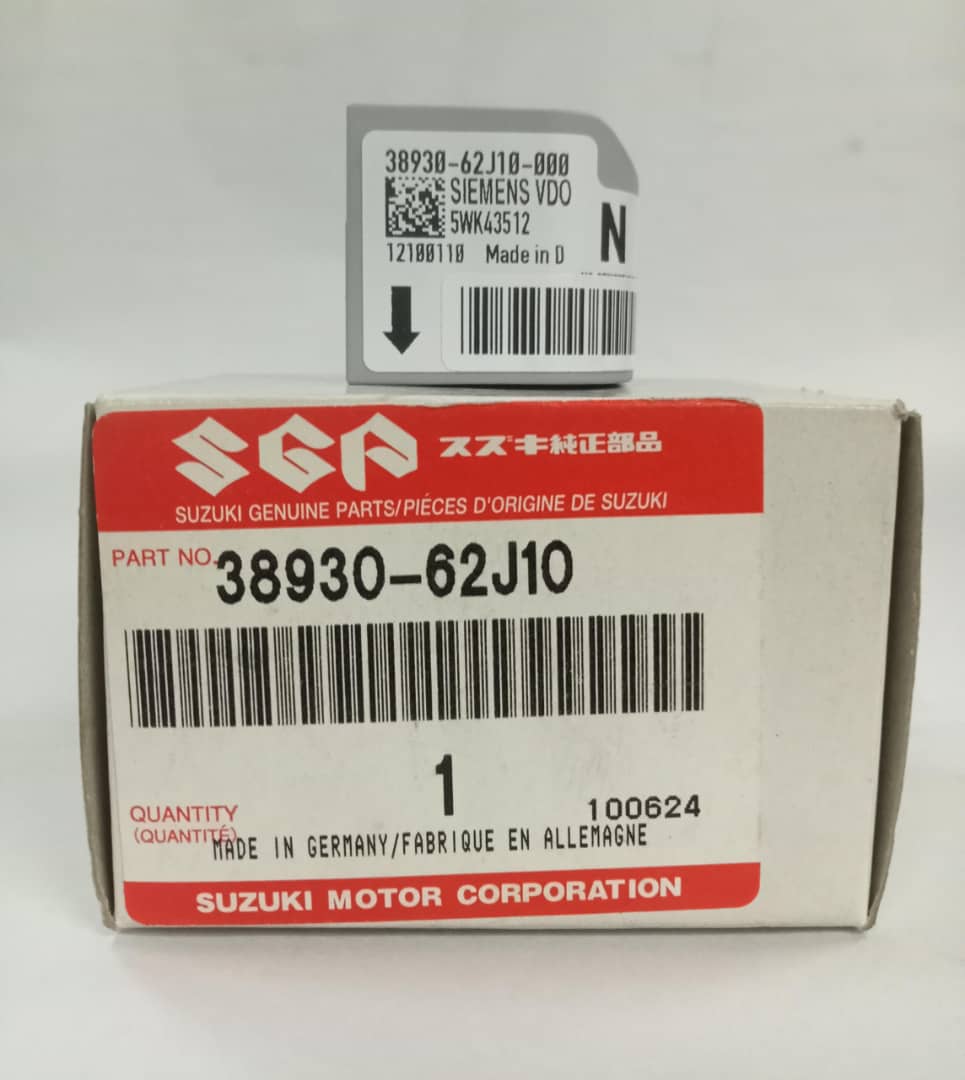 38930-62J10-000
SIEMENS VDO
5WK43512
N
12100110 Made in D
SGP スズキ純正部品
SUZUKI GENUINE PARTS/PIÉCES D'ORIGINE DE SUZUKI
PART NO. 38930-62J10
1
QUANTITY
100624
(QUANTITÉ)
MADE IN GERMANY/FABRIQUE EN ALLEMAGNE
SUZUKI MOTOR CORPORATION